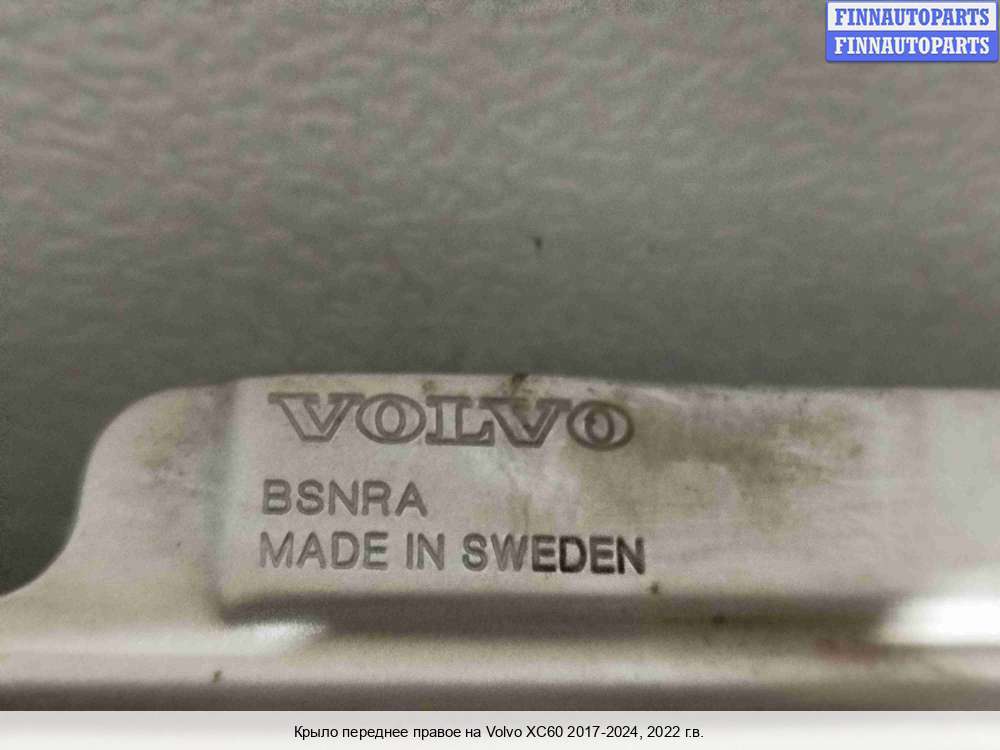 FINNAUTOPARTS
FINNAUTOPARTS
VOLVO
BSNRA
MADE IN SWEDEN
Крыло переднее правое на Volvo XC60 2017-2024, 2022 г.в.